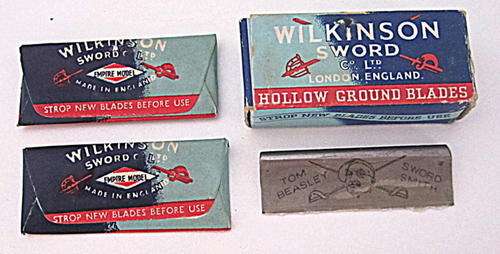 WILKINSON
SWORD Co LTD
EMPIRE MODEL
MADE IN ENGLAND
STROP NEW BLADES BEFORE USE
WILKINSON
SWORD
Co. LTD
LONDON, ENGLAND.
HOLLOW GROUND BLADES
STROP NEW BLADES BEFORE USE
WILKINSON
SWORD Co LTD
EMPIRE MODEL
MADE IN ENGLAND
STROP NEW BLADES BEFORE USE
TOM
BEASLEY
SWORD
SMITH